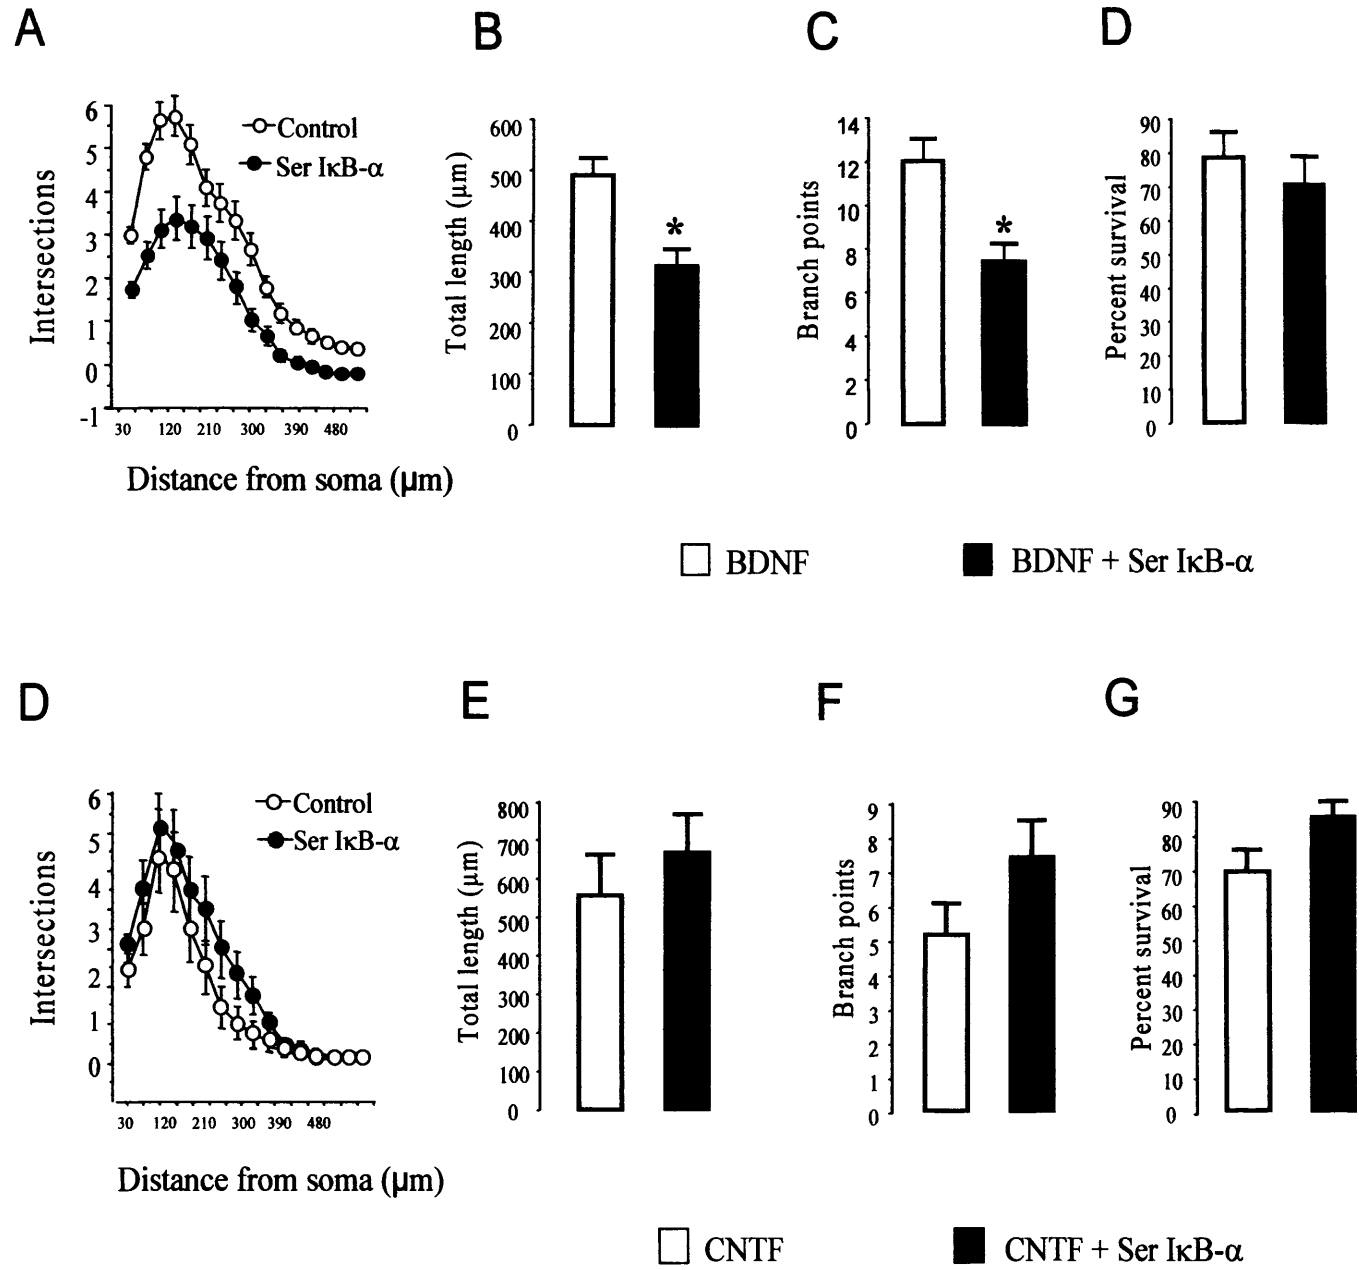 A
B
C
D
Intersections
6
5
4
3
2
1
0
-1
Control
Ser IκB-α
30 120 210 300 390 480
Distance from soma (μm)
Total length (μm)
600
500
400
300
200
100
0
*
Branch points
14
12
10
8
6
4
2
0
*
Percent survival
90
80
70
60
50
40
30
20
10
0
BDNF
BDNF + Ser IκB-α
D
E
F
G
Intersections
6
5
4
3
2
1
0
Control
Ser IκB-α
30 120 210 300 390 480
Distance from soma (μm)
Total length (μm)
800
700
600
500
400
300
200
100
0
Branch points
9
8
7
6
5
4
3
2
1
0
Percent survival
90
80
70
60
50
40
30
20
10
0
CNTF
CNTF + Ser IκB-α